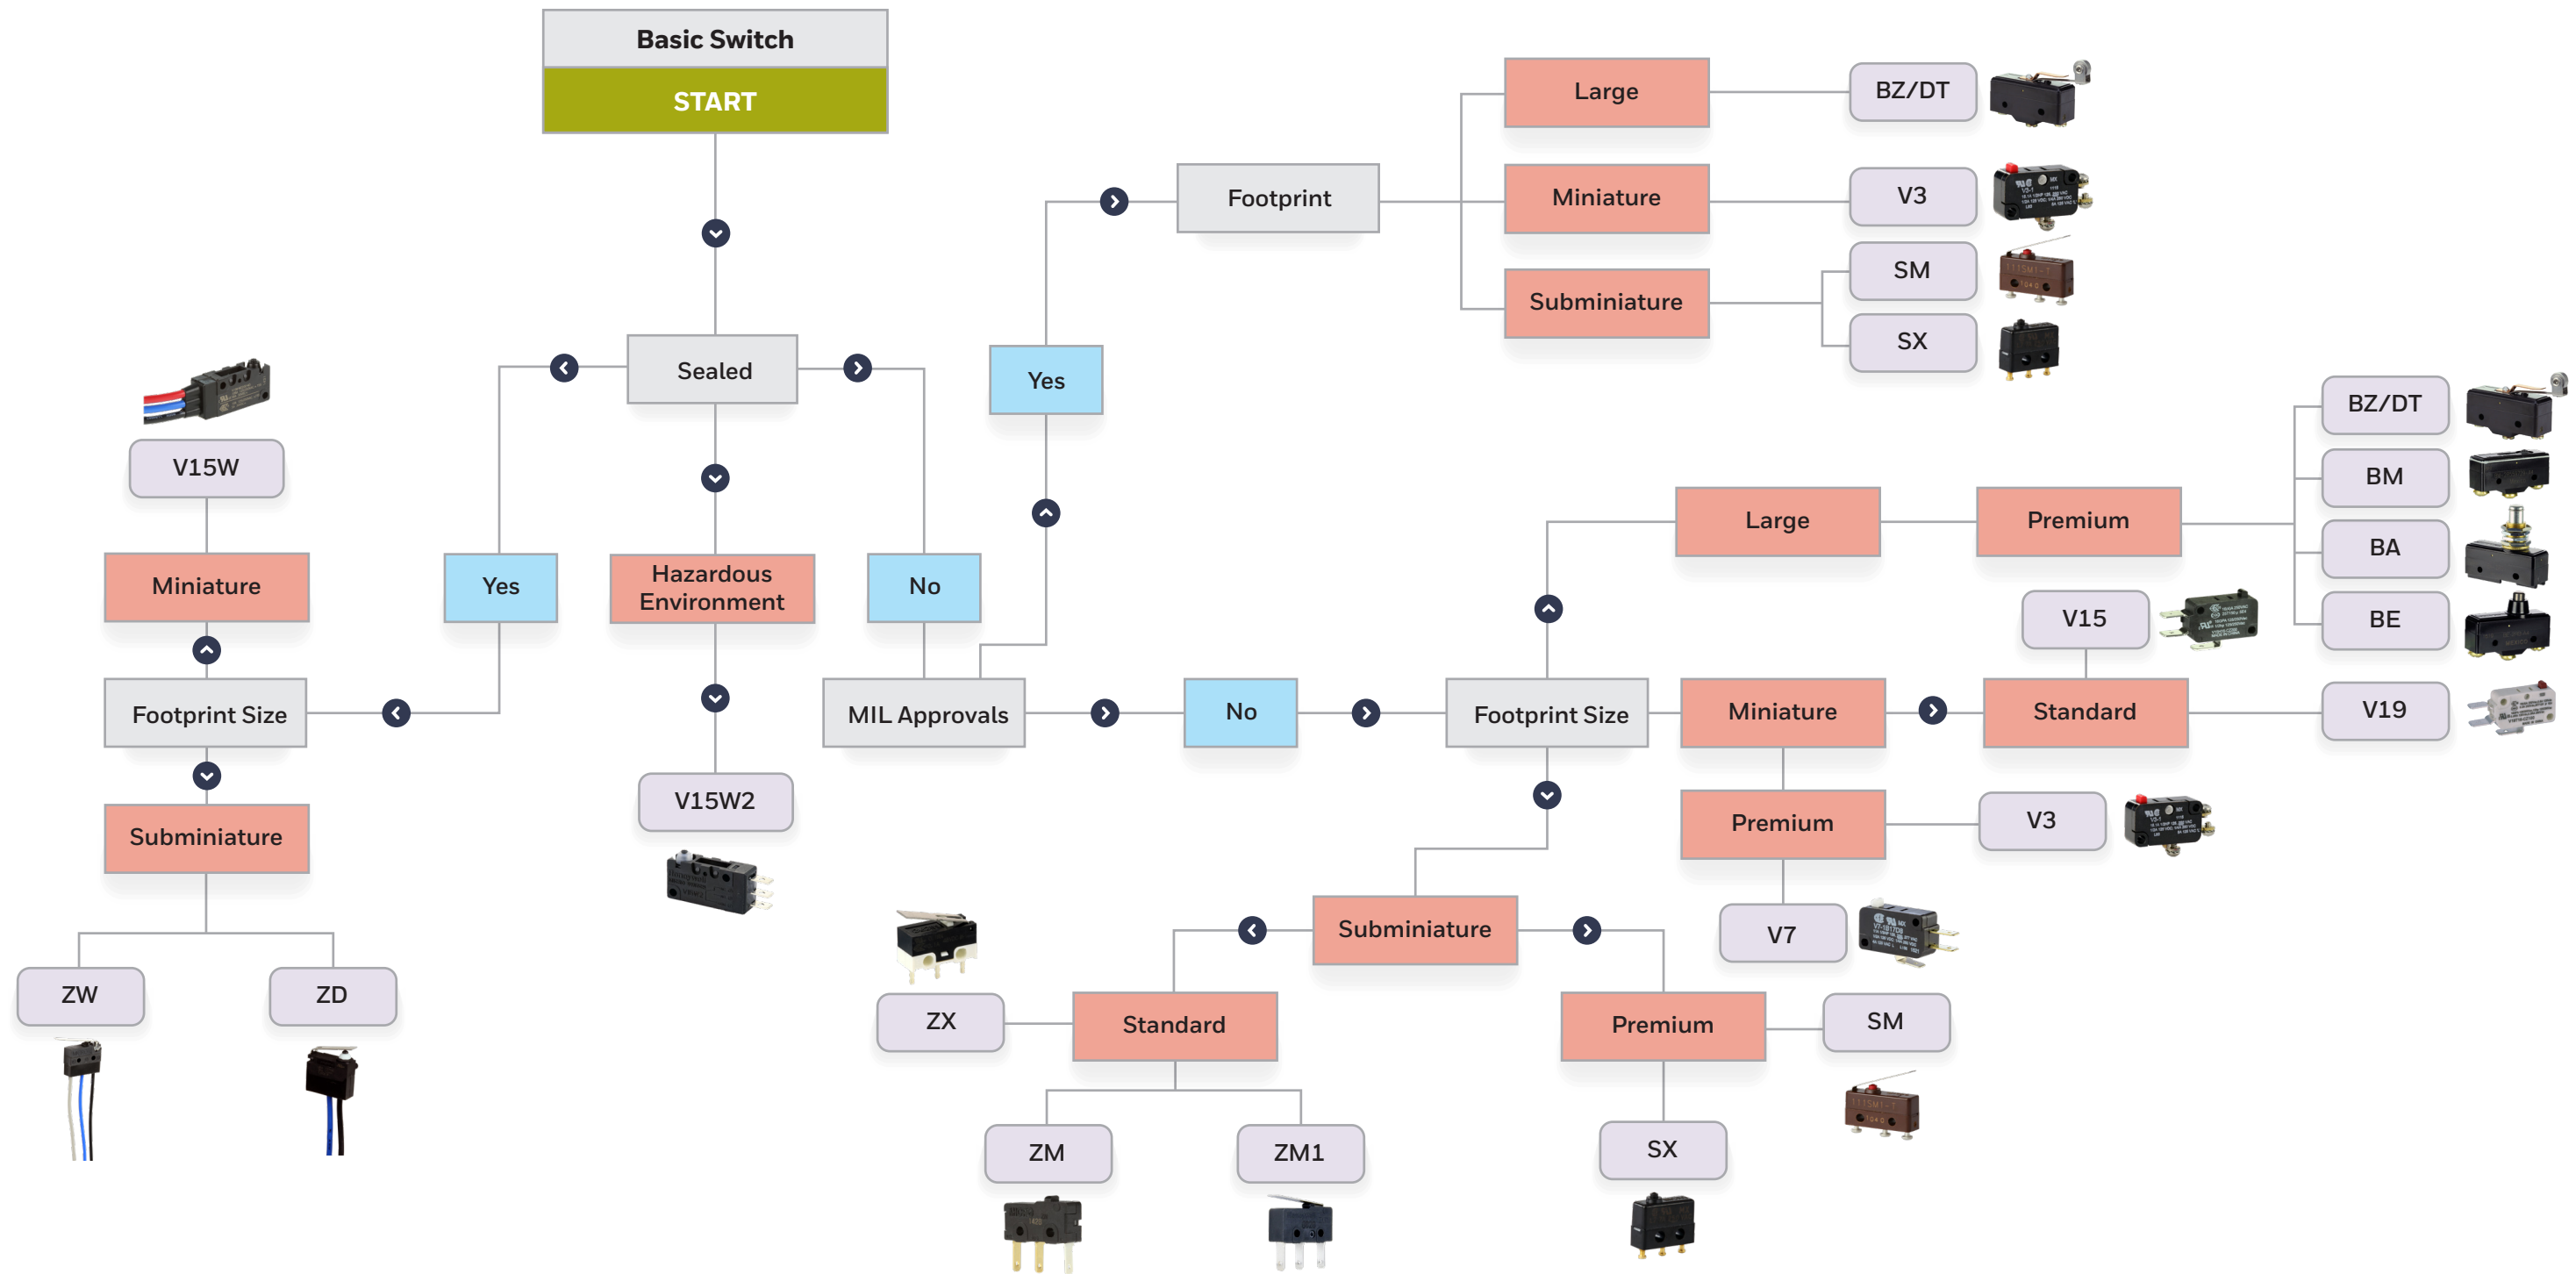 Basic Switch
START
Large
BZ/DT
Footprint
Miniature
V3
Subminiature
SM
SX
Sealed
Yes
BZ/DT
V15W
BM
Large
Premium
BA
Miniature
Yes
Hazardous
Environment
No
V15
BE
Footprint Size
MIL Approvals
No
Footprint Size
Miniature
Standard
V19
V15W2
Subminiature
Premium
V3
Subminiature
V7
ZW
ZD
ZX
Standard
Premium
SM
ZM
ZM1
SX